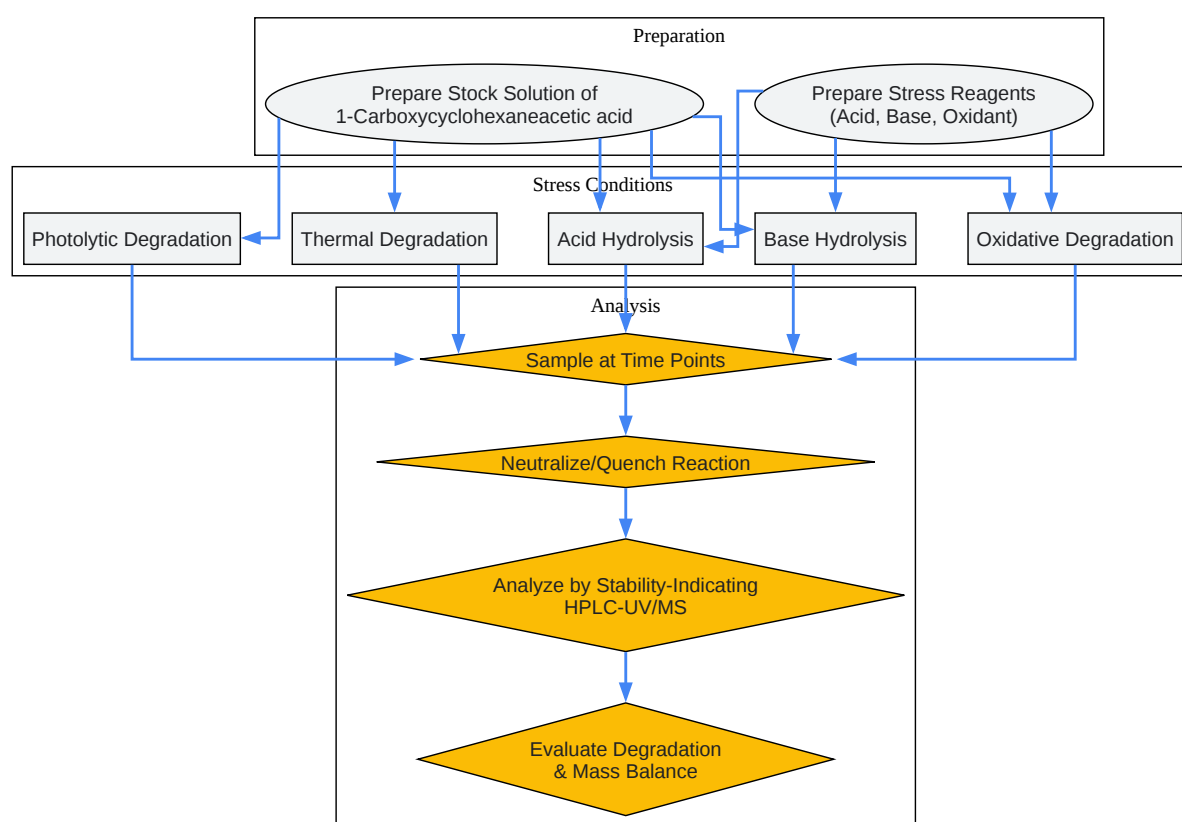 Preparation
Prepare Stock Solution of
1-Carboxycyclohexaneacetic acid
Prepare Stress Reagents
(Acid, Base, Oxidant)
Stress Conditions
Photolytic Degradation
Thermal Degradation
Acid Hydrolysis
Base Hydrolysis
Oxidative Degradation
Analysis
Sample at Time Points
Neutralize/Quench Reaction
Analyze by Stability-Indicating
HPLC-UV/MS
Evaluate Degradation
& Mass Balance